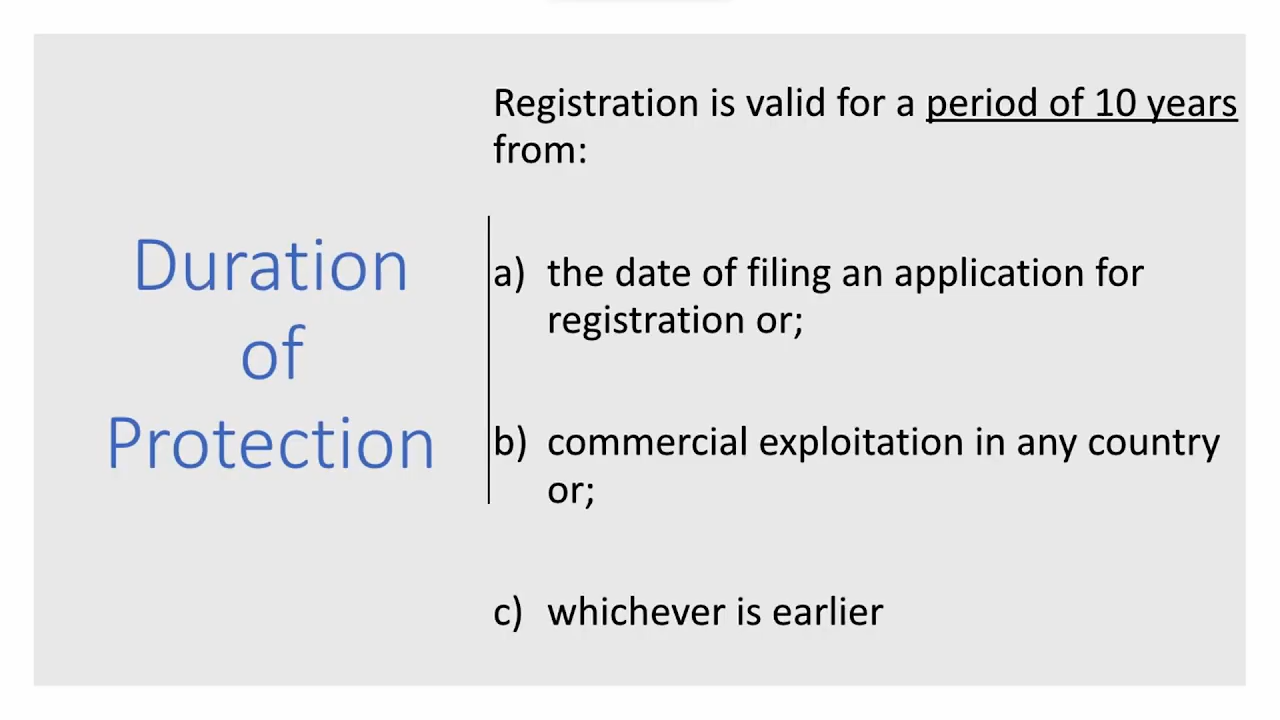 Duration
of
Protection
Registration is valid for a period of 10 years
from:
a) the date of filing an application for
registration or;
b) commercial exploitation in any country
or;
c) whichever is earlier